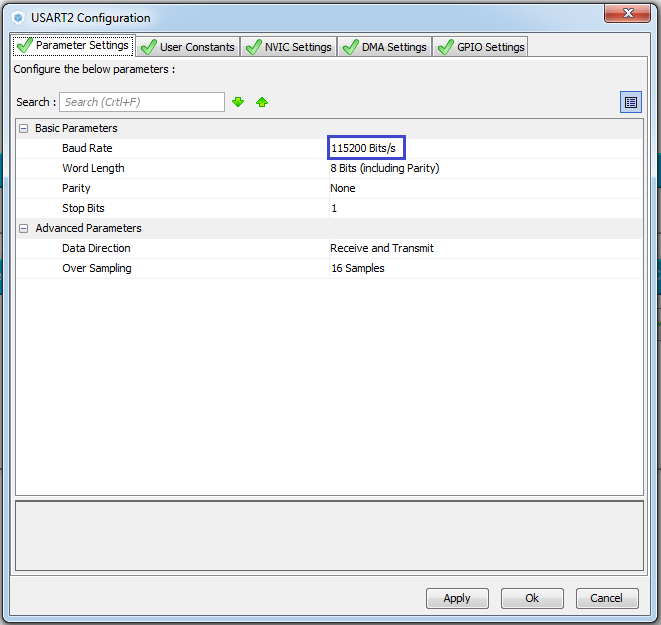 USART2 Configuration
Parameter Settings User Constants NVIC Settings DMA Settings GPIO Settings
Configure the below parameters :
Search : Search (Crtl+F)
Basic Parameters
Baud Rate 115200 Bits/s
Word Length 8 Bits (including Parity)
Parity None
Stop Bits 1
Advanced Parameters
Data Direction Receive and Transmit
Over Sampling 16 Samples
Apply Ok Cancel